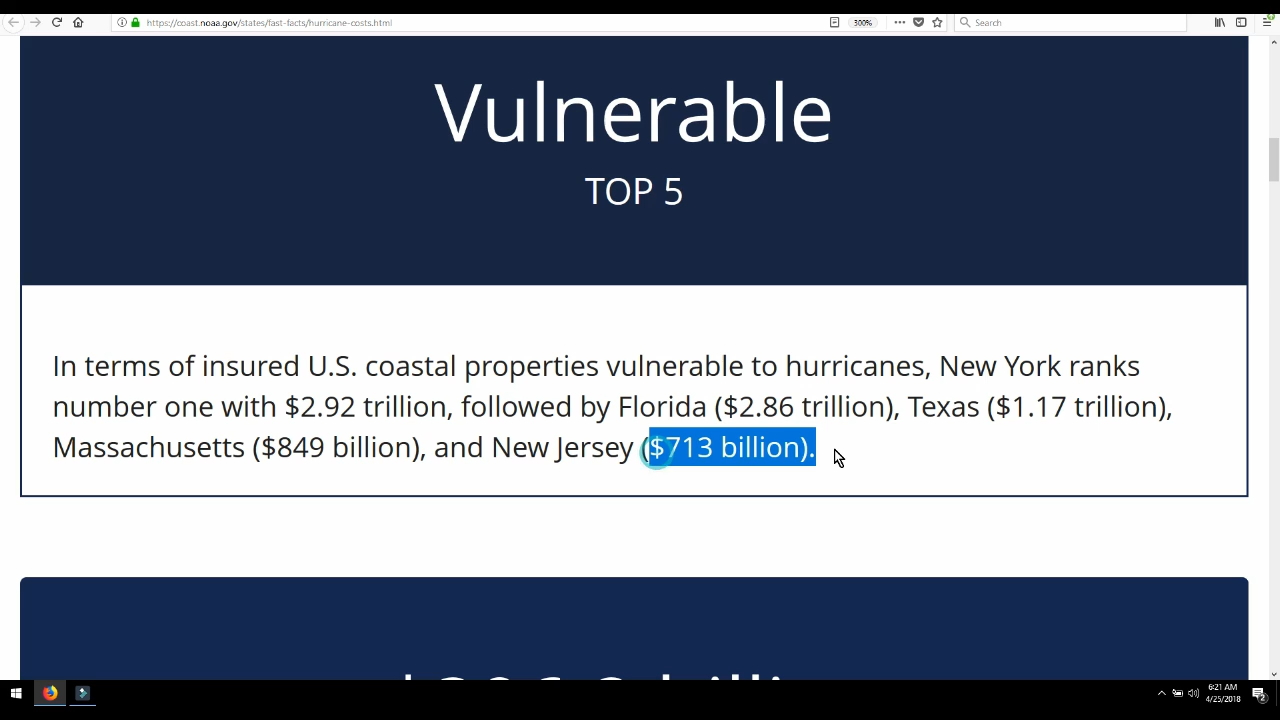 https://coast.noaa.gov/states/fast-facts/hurricane-costs.html
300%
Search
Vulnerable
TOP 5
In terms of insured U.S. coastal properties vulnerable to hurricanes, New York ranks
number one with $2.92 trillion, followed by Florida ($2.86 trillion), Texas ($1.17 trillion),
Massachusetts ($849 billion), and New Jersey ($713 billion).
6:21 AM
4/25/2018
2